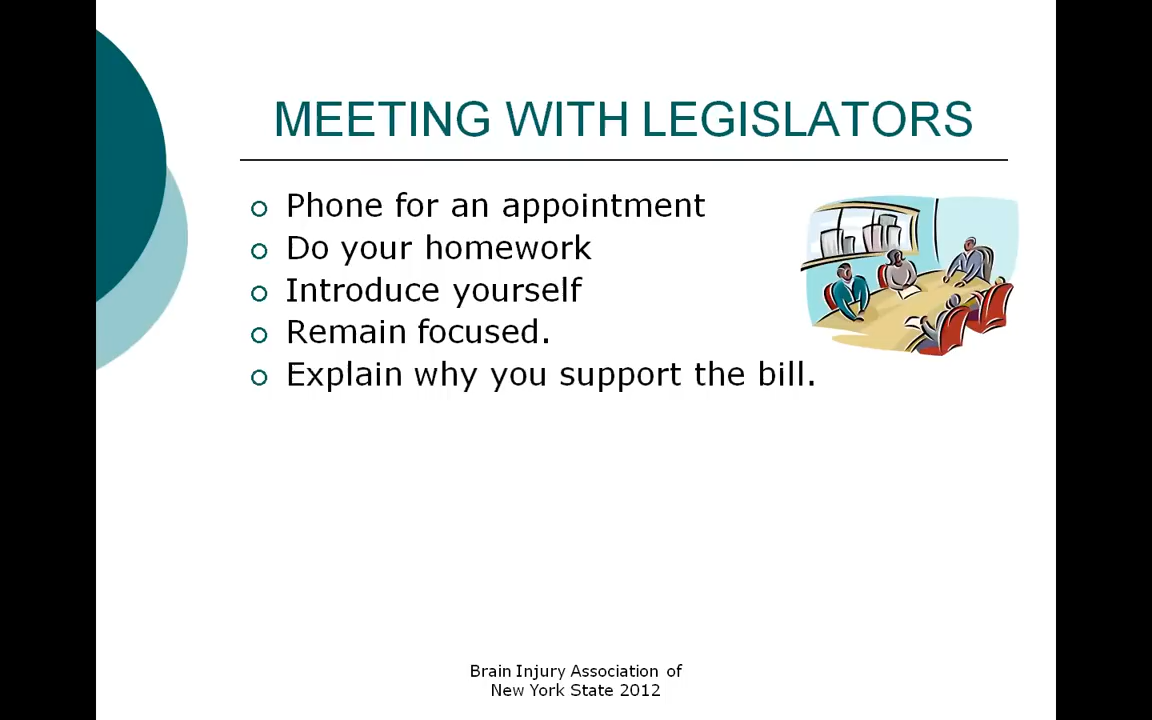 MEETING WITH LEGISLATORS
Phone for an appointment
Do your homework
Introduce yourself
Remain focused.
Explain why you support the bill.
Brain Injury Association of
New York State 2012